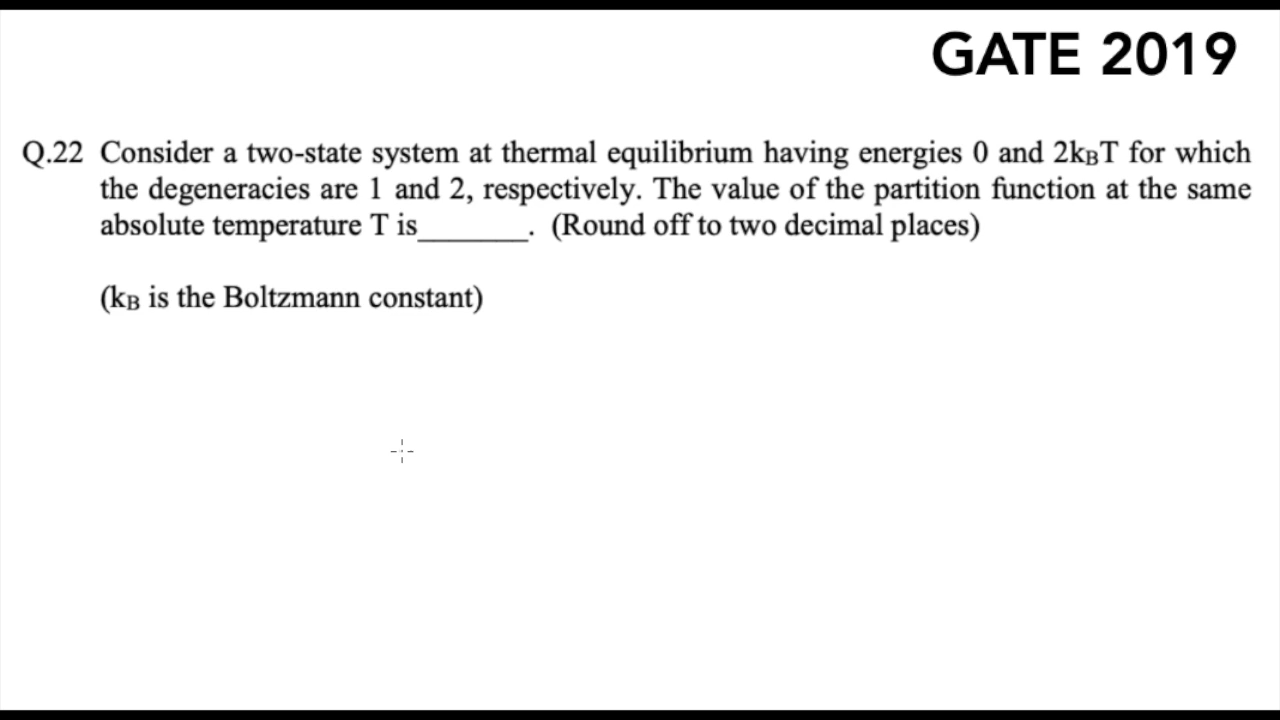 GATE 2019
Q.22 Consider a two-state system at thermal equilibrium having energies 0 and 2kBT for which
the degeneracies are 1 and 2, respectively. The value of the partition function at the same
absolute temperature T is_______. (Round off to two decimal places)
(kB is the Boltzmann constant)